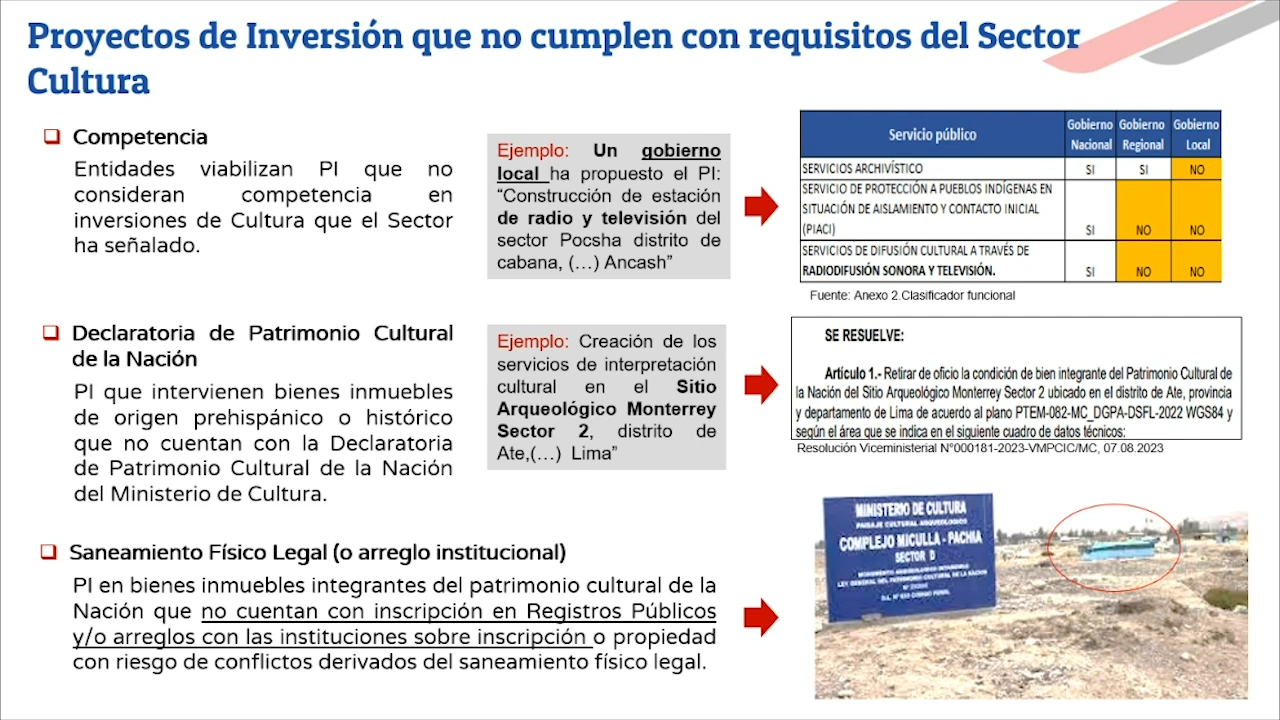 Proyectos de Inversión que no cumplen con requisitos del Sector
Cultura
Competencia
Entidades viabilizan PI que no
consideran competencia en
inversiones de Cultura que el Sector
ha señalado.
Ejemplo: Un gobierno
local ha propuesto el PI:
“Construcción de estación
de radio y televisión del
sector Pocsha distrito de
cabana, (…) Ancash”
Servicio público
Gobierno
Nacional
Gobierno
Regional
Gobierno
Local
SERVICIOS ARCHIVÍSTICO SI SI NO
SERVICIO DE PROTECCIÓN A PUEBLOS INDÍGENAS EN
SITUACIÓN DE AISLAMIENTO Y CONTACTO INICIAL
(PIACI) SI NO NO
SERVICIOS DE DIFUSIÓN CULTURAL A TRAVÉS DE
RADIODIFUSIÓN SONORA Y TELEVISIÓN. SI NO NO
Fuente: Anexo 2.Clasificador funcional
Declaratoria de Patrimonio Cultural
de la Nación
PI que intervienen bienes inmuebles
de origen prehispánico o histórico
que no cuentan con la Declaratoria
de Patrimonio Cultural de la Nación
del Ministerio de Cultura.
Ejemplo: Creación de los
servicios de interpretación
cultural en el Sitio
Arqueológico Monterrey
Sector 2, distrito de
Ate,(…) Lima”
SE RESUELVE:
Artículo 1.- Retirar de oficio la condición de bien integrante del Patrimonio Cultural de
la Nación del Sitio Arqueológico Monterrey Sector 2 ubicado en el distrito de Ate, provincia
y departamento de Lima de acuerdo al plano PTEM-082-MC_DGPA-DSFL-2022 WGS84 y
según el área que se indica en el siguiente cuadro de datos técnicos:
Resolución Viceministerial N°000181-2023-VMPCIC/MC, 07.08.2023
Saneamiento Físico Legal (o arreglo institucional)
PI en bienes inmuebles integrantes del patrimonio cultural de la
Nación que no cuentan con inscripción en Registros Públicos
y/o arreglos con las instituciones sobre inscripción o propiedad
con riesgo de conflictos derivados del saneamiento físico legal.
MINISTERIO DE CULTURA
PAISAJE CULTURAL ARQUEOLOGICO
COMPLEJO MICULLA - PACHIA
SECTOR D
MONUMENTO ARQUEOLOGICO INTANGIBLE
LEY GENERAL DEL PATRIMONIO CULTURAL DE LA NACION